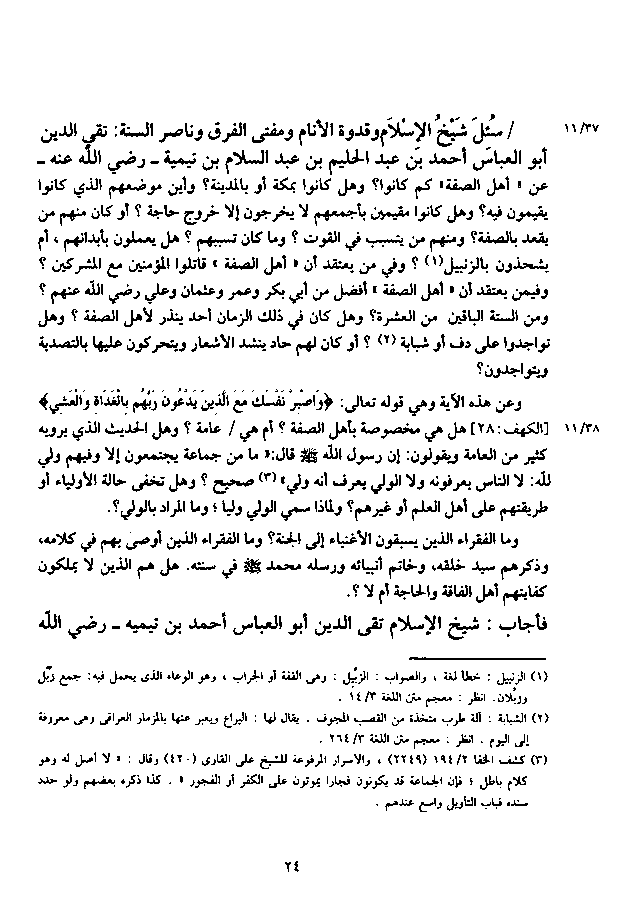 ١١/٣٧ / سُئلَ شَيْخُ الإِسْلاَم وقدوة الأنام ومفتى الفرق وناصر السنة: تقي الدين
أبو العباس أحمد بن عبد الحليم بن عبد السلام بن تيمية ـ رضي الله عنه ـ
عن « أهل الصفة» كم كانوا؟ وهل كانوا بمكة أو بالمدينة؟ وأين موضعهم الذي كانوا
يقيمون فيه؟ وهل كانوا مقيمين بأجمعهم لا يخرجون إلا خروج حاجة ؟ أو كان منهم من
يقعد بالصفة؟ ومنهم من يتسبب في القوت ؟ وما كان تسببهم ؟ هل يعملون بأبدانهم ، أم
يشحذون بالزنبيل(١) ؟ وفي من يعتقد أن « أهل الصفة » قاتلوا المؤمنين مع المشركين ؟
وفيمن يعتقد أن « أهل الصفة » أفضل من أبي بكر وعمر وعثمان وعلي رضي الله عنهم ؟
ومن الستة الباقين من العشرة؟ وهل كان في ذلك الزمان أحد ينذر لأهل الصفة ؟ وهل
تواجدوا على دف أو شبابة (٢) ؟ أو كان لهم حاد ينشد الأشعار ويتحركون عليها بالتصدية
ويتواجدون؟
وعن هذه الآية وهي قوله تعالى: ﴿وَاصْبِرْ نَفْسَكَ مَعَ الَّذِينَ يَدْعُونَ رَبَّهُم بِالْغَدَاةِ وَالْعَشِي﴾
١١/٣٨ [الكهف: ٢٨] هل هي مخصوصة بأهل الصفة ؟ أم هي / عامة ؟ وهل الحديث الذي يرويه
كثير من العامة ويقولون: إن رسول الله ﷺ قال:« ما من جماعة يجتمعون إلا وفيهم ولي
لله: لا الناس يعرفونه ولا الولي يعرف أنه ولي» (٣) صحيح ؟ وهل تخفى حالة الأولياء أو
طريقتهم على أهل العلم أو غيرهم؟ ولماذا سمي الولي وليا ؛ وما المراد بالولي؟.
وما الفقراء الذين يسبقون الأغنياء إلى الجنة؟ وما الفقراء الذين أوصى بهم في كلامه،
وذكرهم سيد خلقه، وخاتم أنبيائه ورسله محمد ﷺ في سنته. هل هم الذين لا يملكون
كفايتهم أهل الفاقة والحاجة أم لا ؟.
فأجاب : شيخ الإسلام تقى الدين أبو العباس أحمد بن تيميه ـ رضي الله
(١) الزنبيل : خطأ لغة ، والصواب : الزَّبيل : وهى القفة أو الجراب ، وهو الوعاء الذى يحمل فيه: جمع زبُل
وزبْلان. انظر : معجم متن اللغة ١٤/٣ .
(٢) الشبابة : آلة طرب متخذة من القصب المجوف . يقال لها : اليراع ويعبر عنها بالمزمار العراقى وهى معروفة
إلى اليوم . انظر : معجم متن اللغة ٢٦٤/٣ .
(٣) كشف الخفا ١٩٤/٢ (٢٢٤٩) ، والاسرار المرفوعة للشيخ على القارى (٤٢٠) وقال : « لا أصل له وهو
كلام باطل ؛ فإن الجماعة قد يكونون فجارا يموتون على الكفر أو الفجور » . كذا ذكره بعضهم ولو حدد
سنده فباب التأويل واسع عندهم .
٢٤